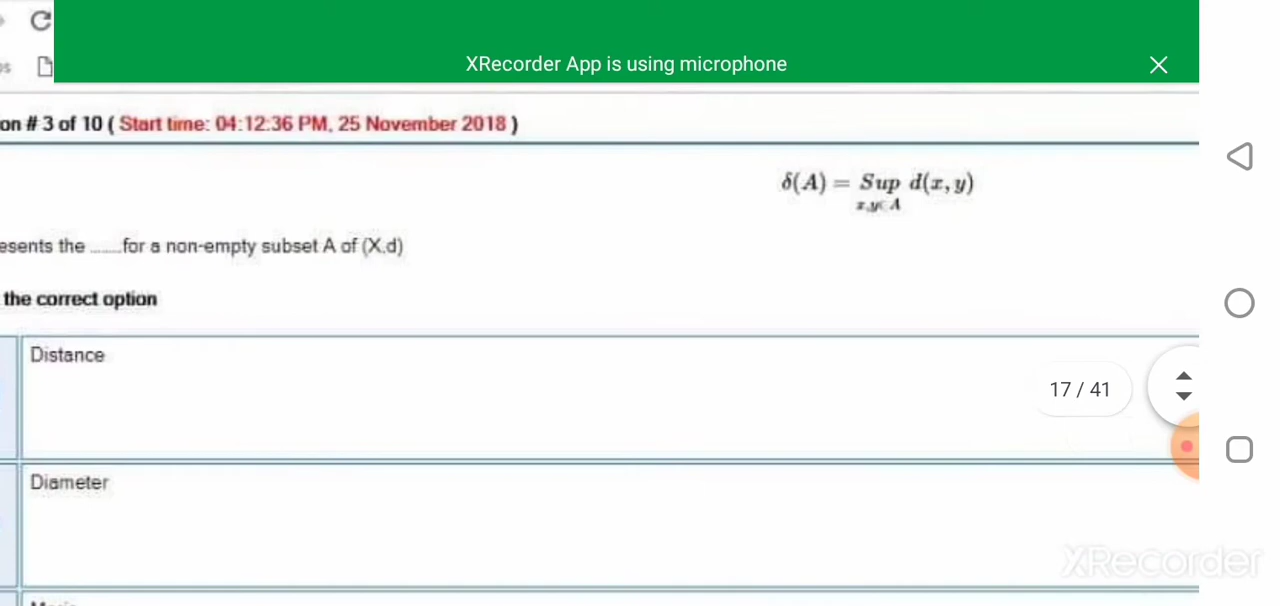 XRecorder App is using microphone
on # 3 of 10 ( Start time: 04:12:36 PM, 25 November 2018 )
δ(A) = Sup d(x, y)
x,y∈A
esents the ........for a non-empty subset A of (X,d)
the correct option
Distance
17 / 41
Diameter
XRecorder